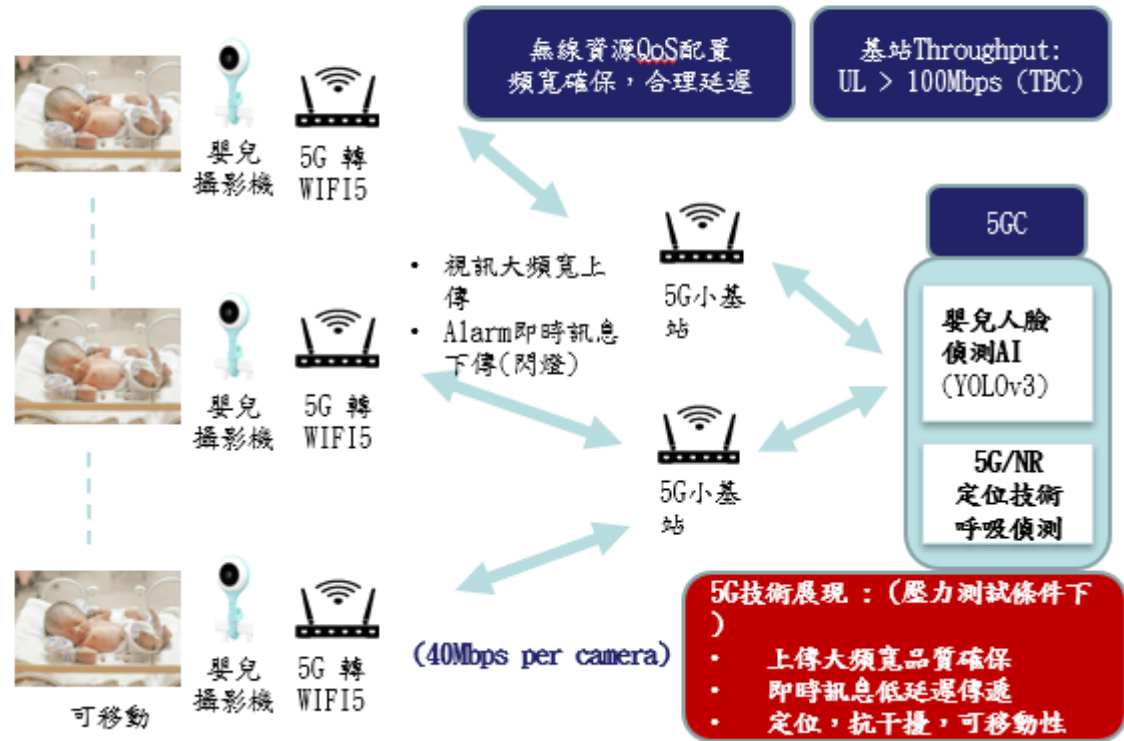 無線資源QoS配置
頻寬確保，合理延遲
基站Throughput:
UL > 100Mbps (TBC)
嬰兒
攝影機
5G 轉
WIFI5
5GC
• 視訊大頻寬上
傳
• Alarm即時訊息
下傳(閃燈)
5G小基
站
嬰兒人臉
偵測AI
(YOLOv3)
嬰兒
攝影機
5G 轉
WIFI5
5G小基
站
5G/NR
定位技術
呼吸偵測
嬰兒
攝影機
5G 轉
WIFI5
可移動
(40Mbps per camera)
5G技術展現 : (壓力測試條件下
)
• 上傳大頻寬品質確保
• 即時訊息低延遲傳遞
• 定位，抗干擾，可移動性